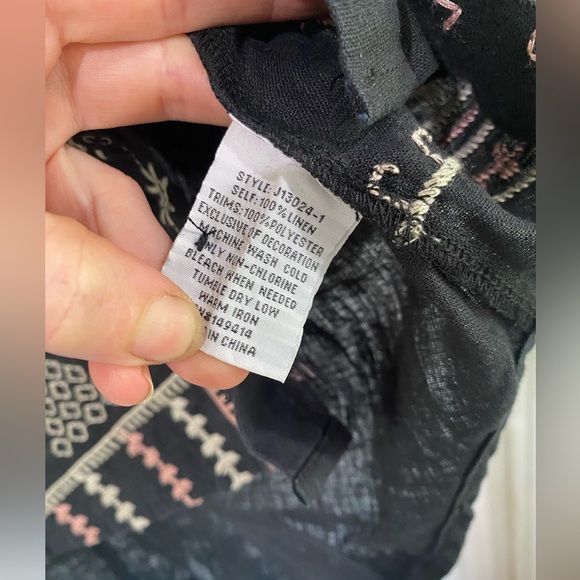 STYLE:J13024-1
SELF:100% LINEN
TRIMS:100%POLYESTER
EXCLUSIVE OF DECORATION
MACHINE WASH COLD
ONLY NON-CHLORINE
BLEACH WHEN NEEDED
TUMBLE DRY LOW
WARM IRON
149414
IN CHINA